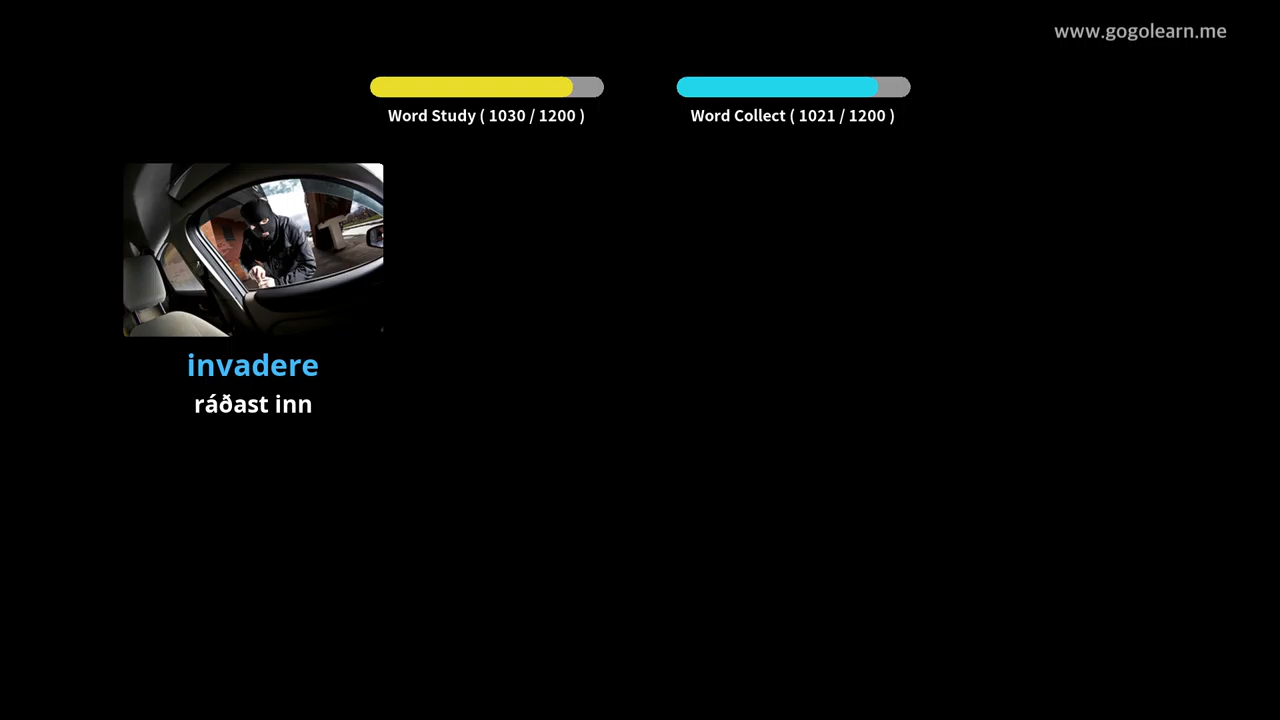 www.gogolearn.me
Word Study ( 1030 / 1200 )
Word Collect ( 1021 / 1200 )
invadere
ráðast inn